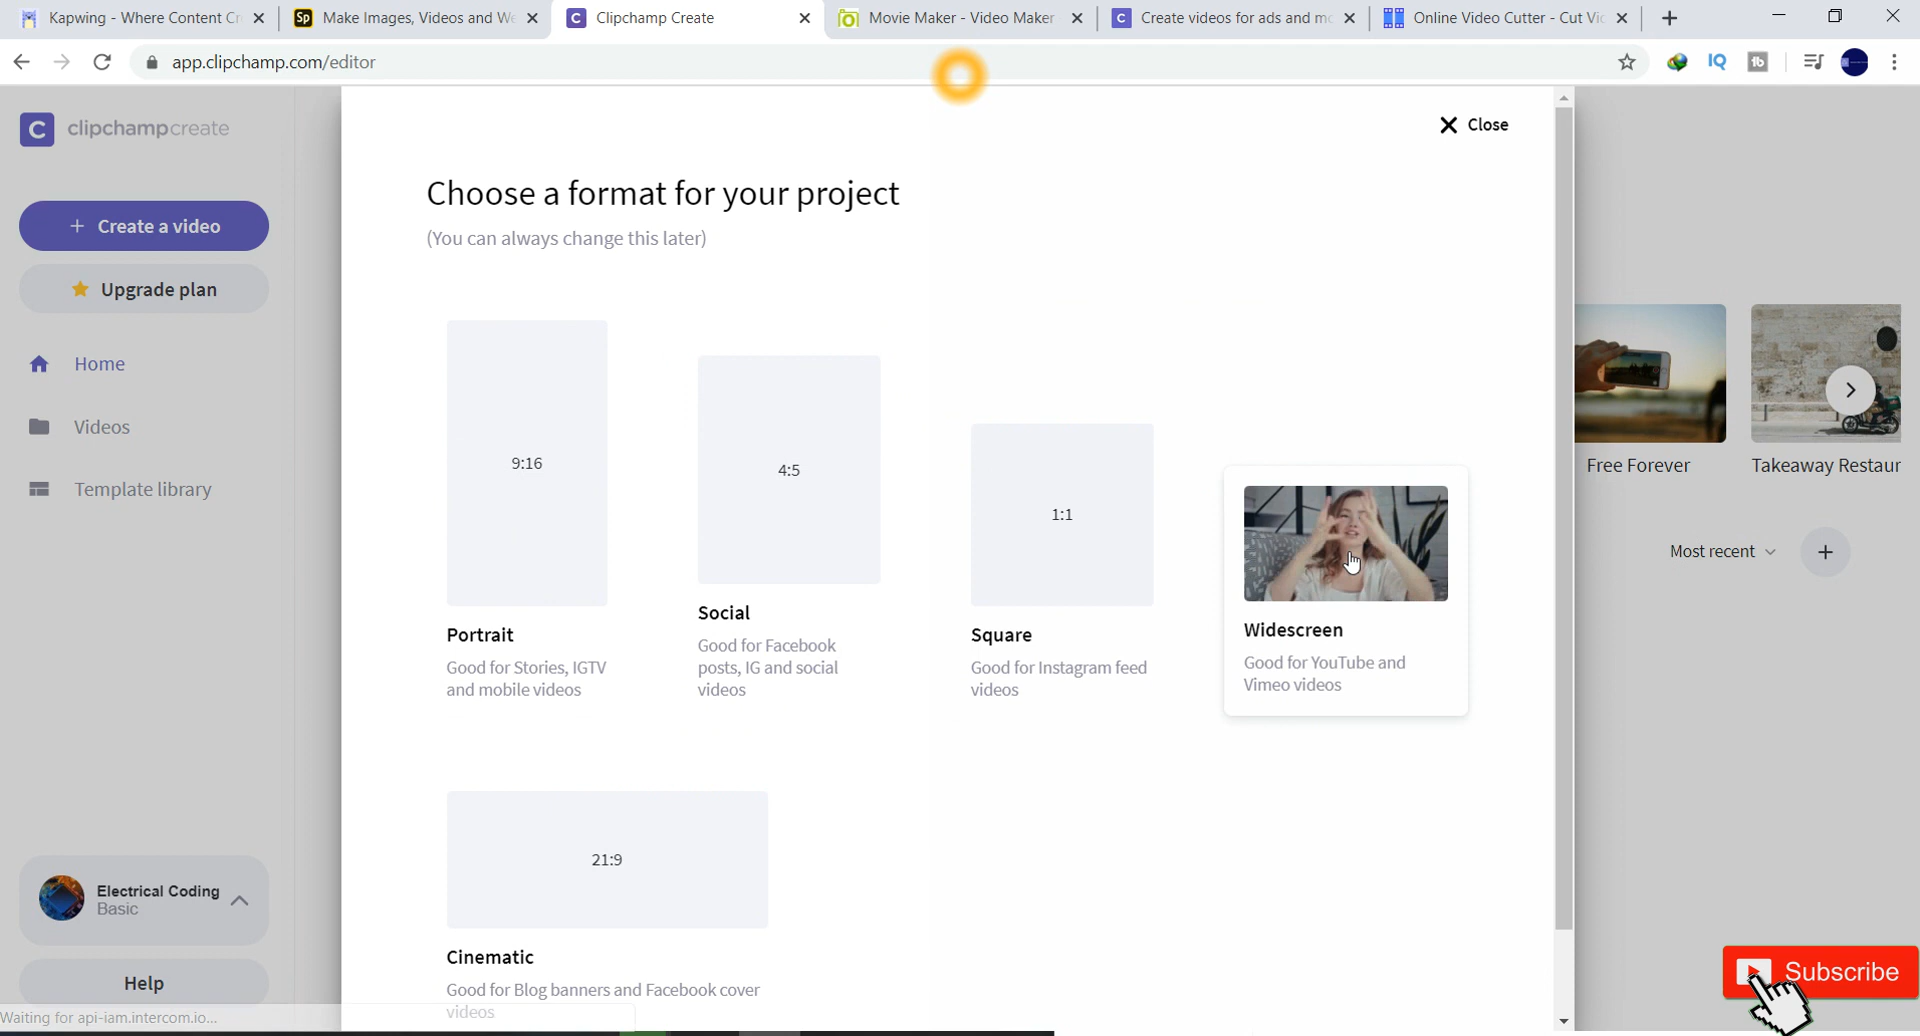 Kapwing - Where Content Cr
Make Images, Videos and We
Clipchamp Create
Movie Maker - Video Maker
Create videos for ads and mo
Online Video Cutter - Cut Vid
app.clipchamp.com/editor
IQ
tb
C clipchampcreate
Close
Choose a format for your project
(You can always change this later)
+ Create a video
Upgrade plan
Home
Videos
Template library
9:16
4:5
1:1
Portrait
Good for Stories, IGTV
and mobile videos
Social
Good for Facebook
posts, IG and social
videos
Square
Good for Instagram feed
videos
Widescreen
Good for YouTube and
Vimeo videos
Free Forever
Takeaway Restaur
Most recent
21:9
Cinematic
Good for Blog banners and Facebook cover
videos
Electrical Coding
Basic
Help
Waiting for api-iam.intercom.io...
Subscribe